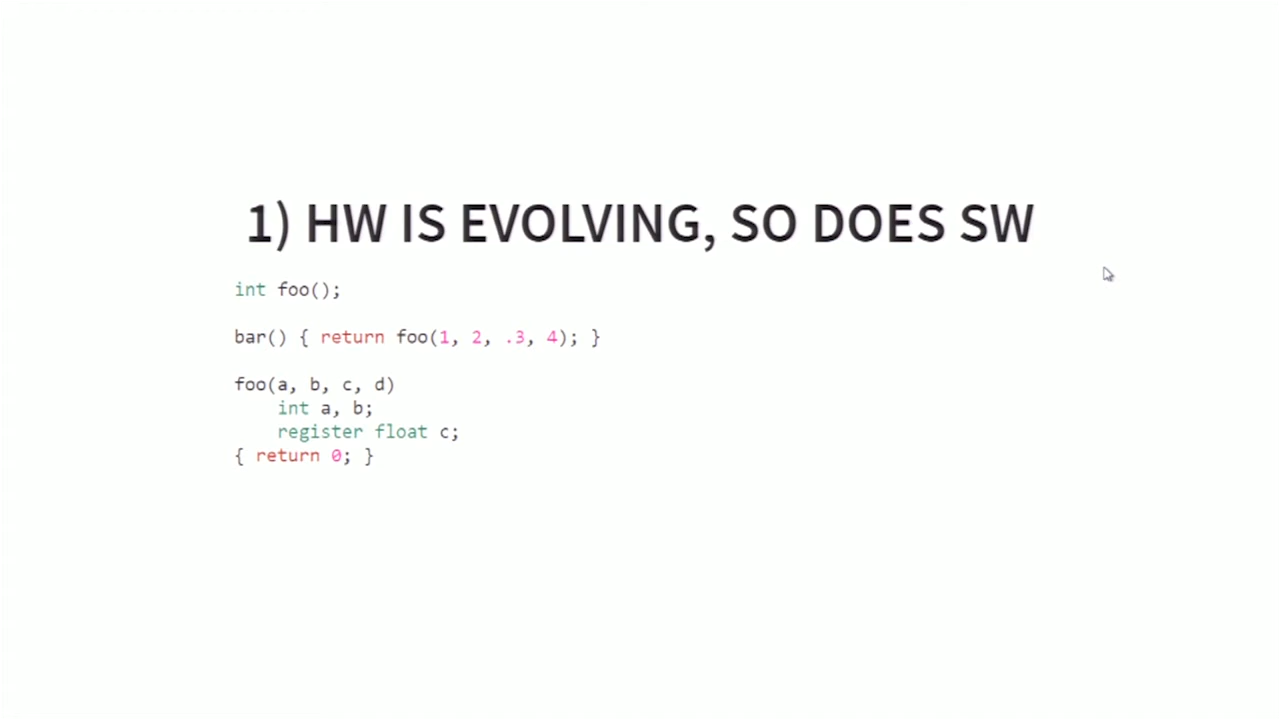 1) HW IS EVOLVING, SO DOES SW
int foo();
bar() { return foo(1, 2, .3, 4); }
foo(a, b, c, d)
    int a, b;
    register float c;
{ return 0; }